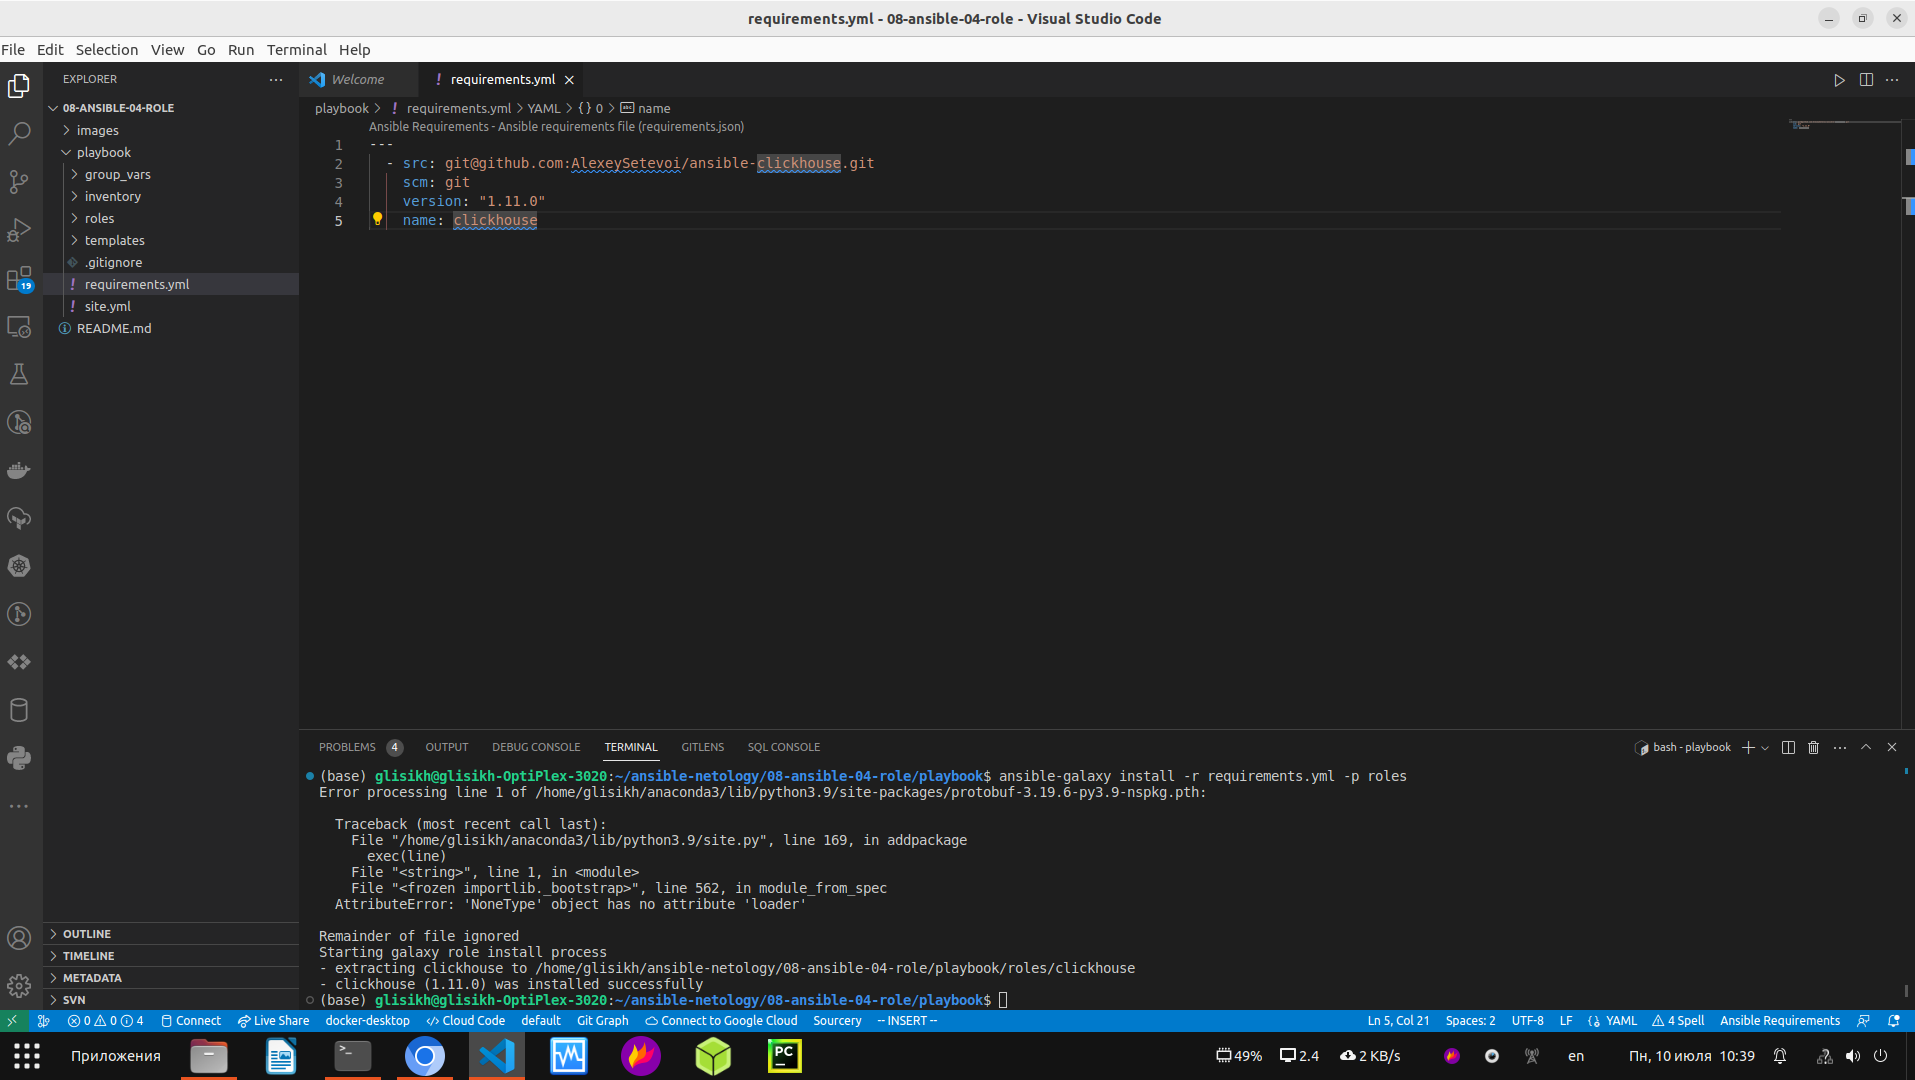 requirements.yml - 08-ansible-04-role - Visual Studio Code
File Edit Selection View Go Run Terminal Help
EXPLORER
08-ANSIBLE-04-ROLE
images
playbook
group_vars
inventory
roles
templates
.gitignore
requirements.yml
site.yml
README.md
19
OUTLINE
TIMELINE
METADATA
SVN
Welcome
requirements.yml
playbook > ! requirements.yml > YAML > {} 0 > name
Ansible Requirements - Ansible requirements file (requirements.json)
1 ---
2 - src: git@github.com:AlexeySetevoi/ansible-clickhouse.git
3 scm: git
4 version: "1.11.0"
5 name: clickhouse
PROBLEMS 4 OUTPUT DEBUG CONSOLE TERMINAL GITLENS SQL CONSOLE
bash - playbook
(base) glisikh@glisikh-OptiPlex-3020:~/ansible-netology/08-ansible-04-role/playbook$ ansible-galaxy install -r requirements.yml -p roles
Error processing line 1 of /home/glisikh/anaconda3/lib/python3.9/site-packages/protobuf-3.19.6-py3.9-nspkg.pth:
Traceback (most recent call last):
File "/home/glisikh/anaconda3/lib/python3.9/site.py", line 169, in addpackage
exec(line)
File "<string>", line 1, in <module>
File "<frozen importlib._bootstrap>", line 562, in module_from_spec
AttributeError: 'NoneType' object has no attribute 'loader'
Remainder of file ignored
Starting galaxy role install process
- extracting clickhouse to /home/glisikh/ansible-netology/08-ansible-04-role/playbook/roles/clickhouse
- clickhouse (1.11.0) was installed successfully
(base) glisikh@glisikh-OptiPlex-3020:~/ansible-netology/08-ansible-04-role/playbook$
0 0 4 Connect Live Share docker-desktop Cloud Code default Git Graph Connect to Google Cloud Sourcery -- INSERT --
Ln 5, Col 21 Spaces: 2 UTF-8 LF YAML 4 Spell Ansible Requirements
Приложения
PC
49% 2.4 2 KB/s en Пн, 10 июля 10:39